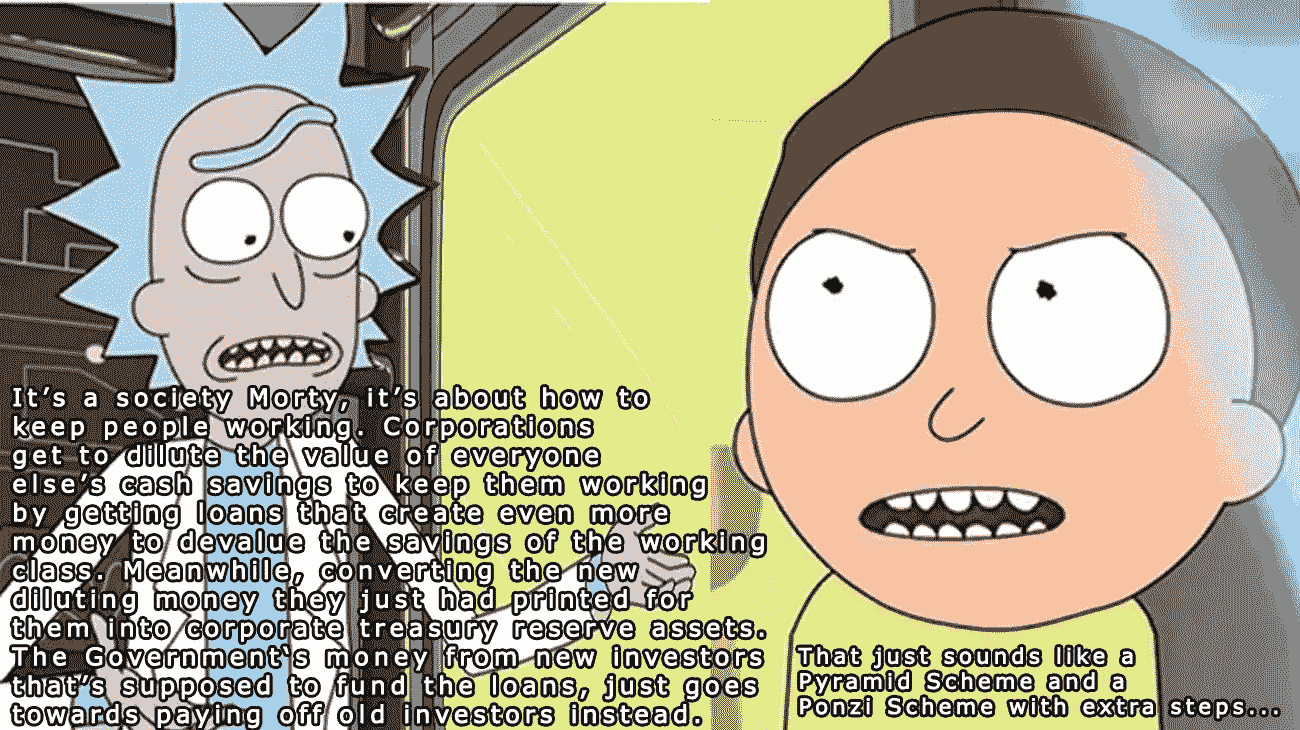 It's a society Morty, it's about how to
keep people working. Corporations
get to dilute the value of everyone
else's cash savings to keep them working
by getting loans that create even more
money to devalue the savings of the working
class. Meanwhile, converting the new
diluting money they just had printed for
them into corporate treasury reserve assets.
The Government`s money from new investors
that's supposed to fund the loans, just goes
towards paying off old investors instead.
That just sounds like a
Pyramid Scheme and a
Ponzi Scheme with extra steps...